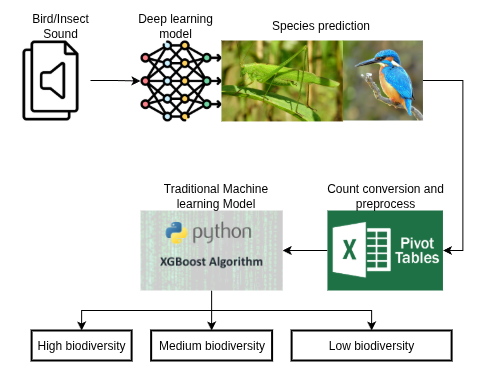 Bird/Insect
Sound
Deep learning
model
Species prediction
Traditional Machine
learning Model
Count conversion and
preprocess
python
XGBoost Algorithm
X
Pivot
Tables
High biodiversity
Medium biodiversity
Low biodiversity